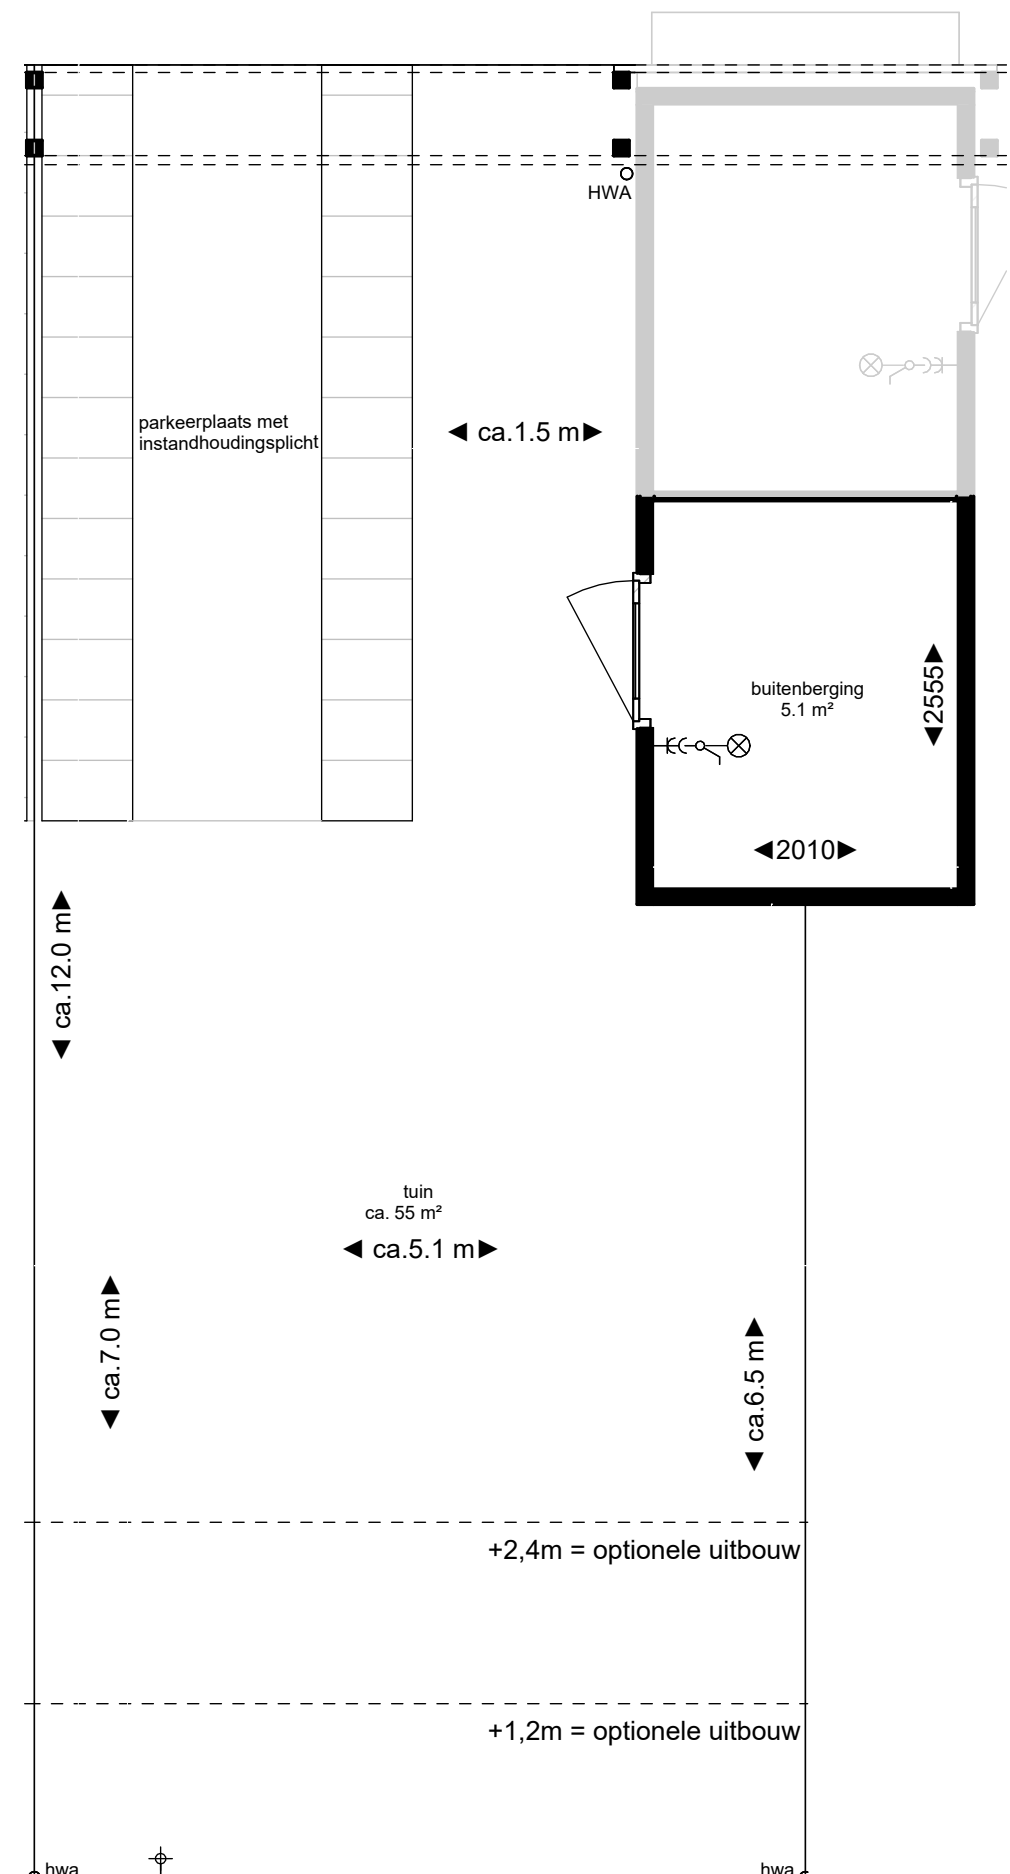 HWA
parkeerplaats met
instandhoudingsplicht
ca.1.5 m
buitenberging
5.1 m²
2555
2010
ca.12.0 m
tuin
ca. 55 m²
ca.5.1 m
ca.7.0 m
ca.6.5 m
+2,4m = optionele uitbouw
+1,2m = optionele uitbouw
hwa
hwa